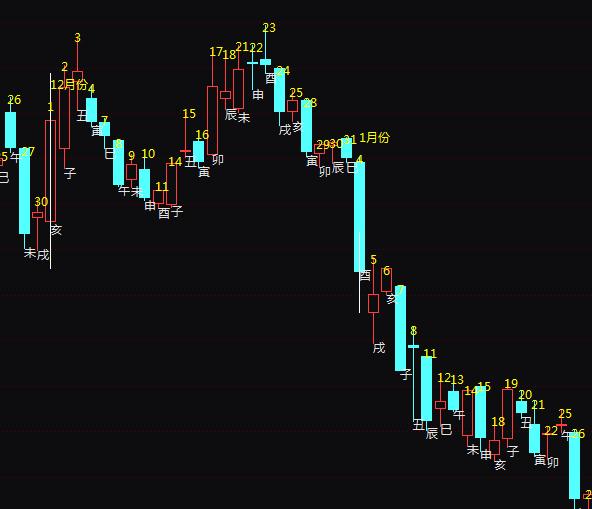 26
5
巳
午
27
未
30
戌
12月份
1
亥
2
子
3
丑
4
寅
7
巳
8
午
9
未
10
申
11
酉
14
子
15
丑
16
寅
17
卯
18
辰
21
未
22
申
23
酉
24
戌
25
亥
28
寅
29
卯
30
辰
31
巳
1月份
4
酉
5
戌
6
亥
7
子
8
丑
11
辰
12
巳
13
午
14
未
15
申
18
亥
19
子
20
丑
21
寅
22
卯
25
午
26
2